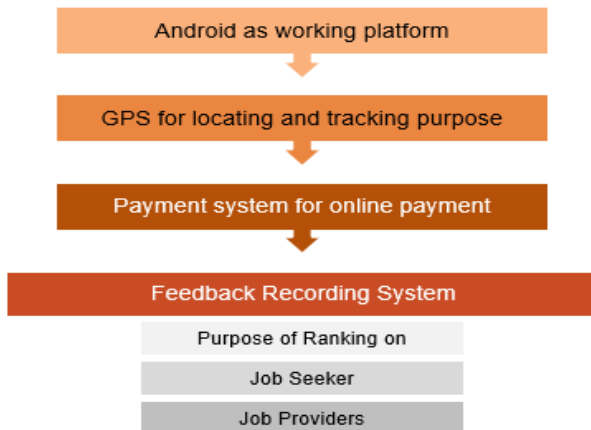 Android as working platform
GPS for locating and tracking purpose
Payment system for online payment
Feedback Recording System
Purpose of Ranking on
Job Seeker
Job Providers